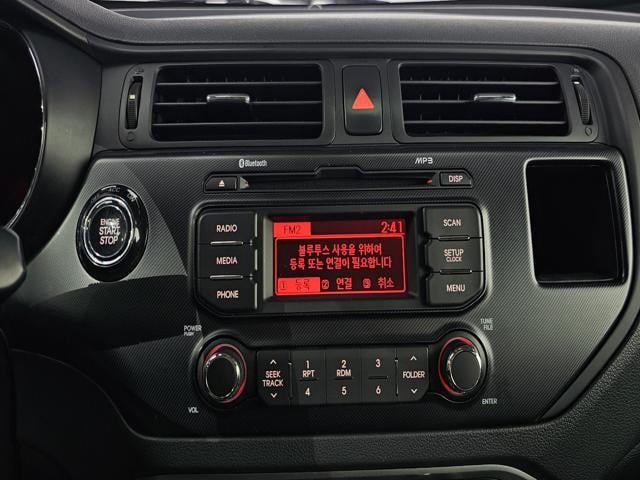 Bluetooth
MP3
DISP
ENGINE
START
STOP
RADIO
MEDIA
PHONE
FM2 2:41
블루투스 사용을 위하여
등록 또는 연결이 필요합니다
1 등록 2 연결 3 취소
SCAN
SETUP
CLOCK
MENU
POWER
PUSH
VOL
SEEK
TRACK
1
RPT
4
2
RDM
5
3
6
FOLDER
TUNE
FILE
ENTER